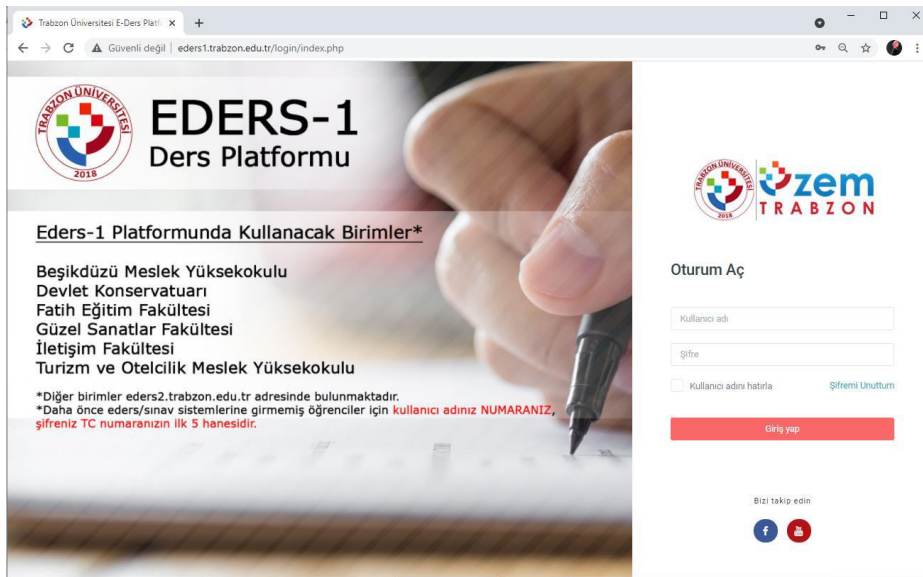 Trabzon Üniversitesi E-Ders Platf
Güvenli değil | eders1.trabzon.edu.tr/login/index.php
TRABZON ÜNİVERSİTESİ
2018
EDERS-1
Ders Platformu
Eders-1 Platformunda Kullanacak Birimler*
Beşikdüzü Meslek Yüksekokulu
Devlet Konservatuarı
Fatih Eğitim Fakültesi
Güzel Sanatlar Fakültesi
İletişim Fakültesi
Turizm ve Otelcilik Meslek Yüksekokulu
*Diğer birimler eders2.trabzon.edu.tr adresinde bulunmaktadır.
*Daha önce eders/sınav sistemlerine girmemiş öğrenciler için kullanıcı adınız NUMARANIZ,
şifreniz TC numaranızın ilk 5 hanesidir.
TRABZON ÜNİVERSİTESİ
2018
üzem
TRABZON
Oturum Aç
Kullanıcı adı
Şifre
Kullanıcı adını hatırla
Şifremi Unuttum
Giriş yap
Bizi takip edin